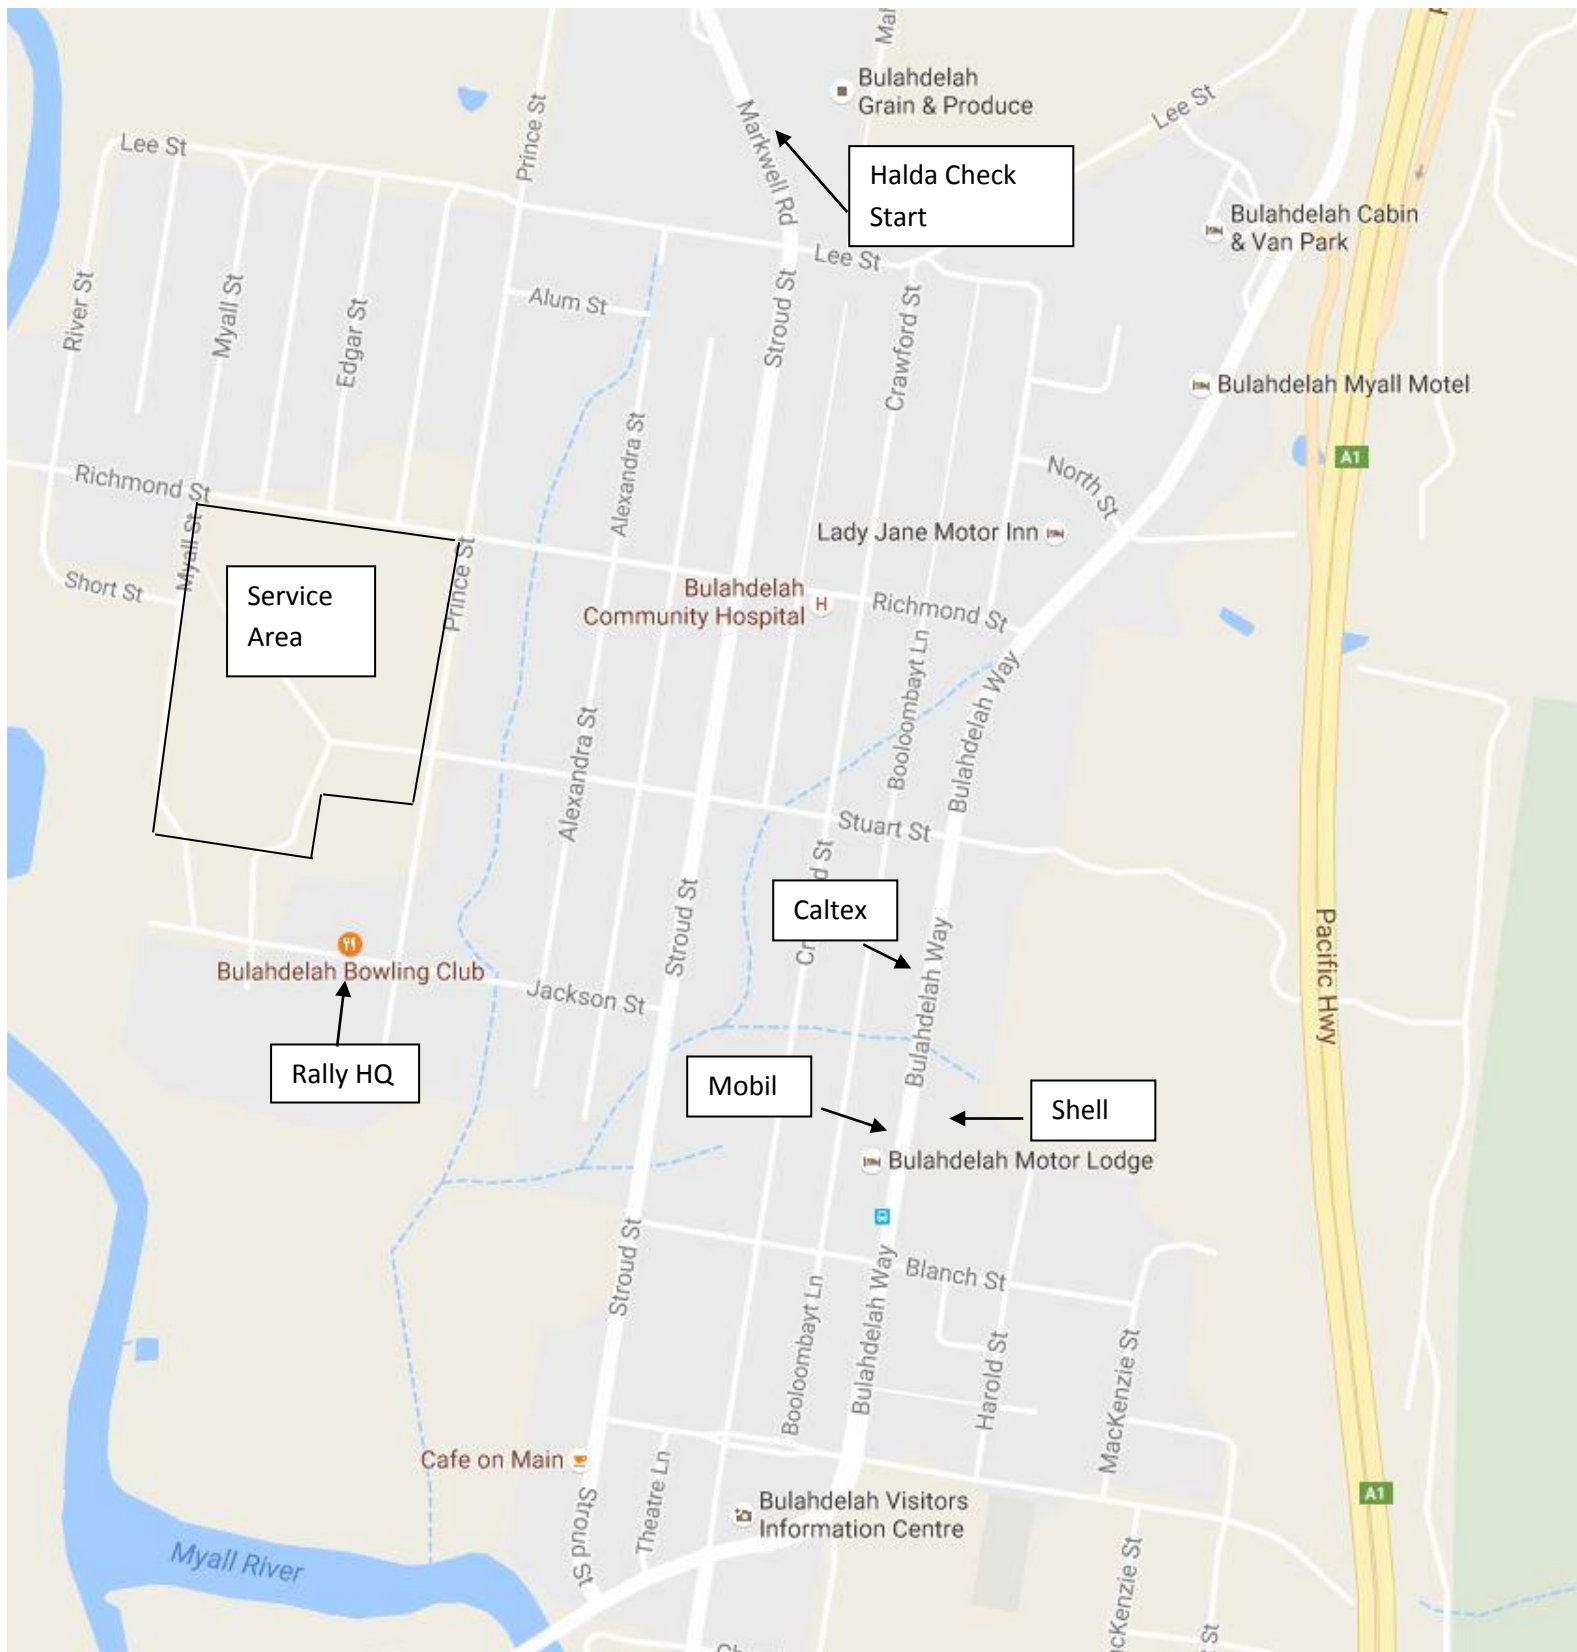 Prince St
Markwell Rd
Bulahdelah
Grain & Produce
Lee St
Lee St
Halda Check
Start
Bulahdelah Cabin
& Van Park
Lee St
River St
Myall St
Edgar St
Alum St
Stroud St
Crawford St
Bulahdelah Myall Motel
Alexandra St
A1
North St
Richmond St
Myall St
Prince St
Lady Jane Motor Inn
Short St
Service
Area
Bulahdelah
Community Hospital
H
Richmond St
Booloombayt Ln
Bulahdelah Way
Alexandra St
Stuart St
Stroud St
Caltex
Bulahdelah Way
Pacific Hwy
Bulahdelah Bowling Club
Jackson St
Rally HQ
Mobil
Shell
Bulahdelah Way
Bulahdelah Motor Lodge
Stroud St
Bulahdelah Way
Blanch St
Booloombayt Ln
Harold St
MacKenzie St
Cafe on Main
Stroud St
Theatre Ln
Bulahdelah Visitors
Information Centre
A1
Myall River
St